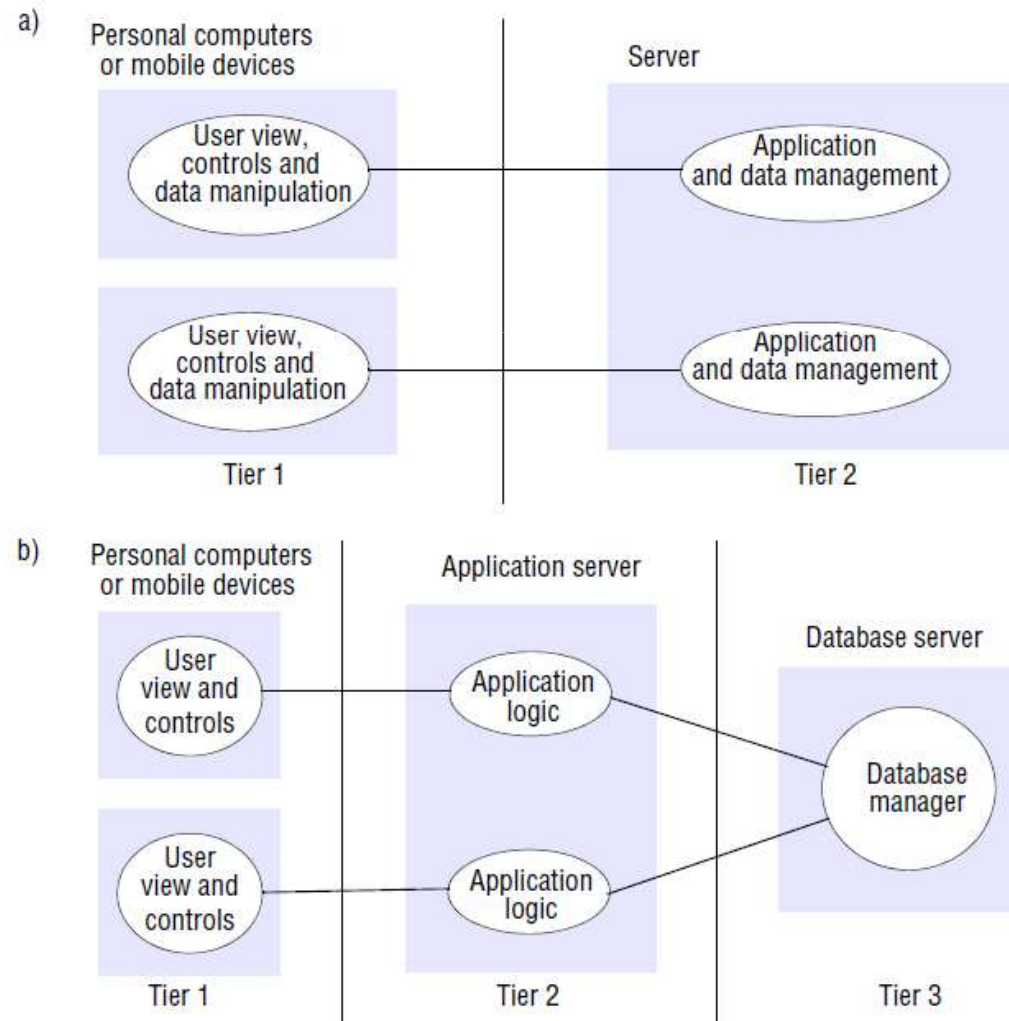 a)
Personal computers
or mobile devices
Server
User view,
controls and
data manipulation
Application
and data management
User view,
controls and
data manipulation
Application
and data management
Tier 1
Tier 2
b)
Personal computers
or mobile devices
Application server
Database server
User
view and
controls
Application
logic
Database
manager
User
view and
controls
Application
logic
Tier 1
Tier 2
Tier 3